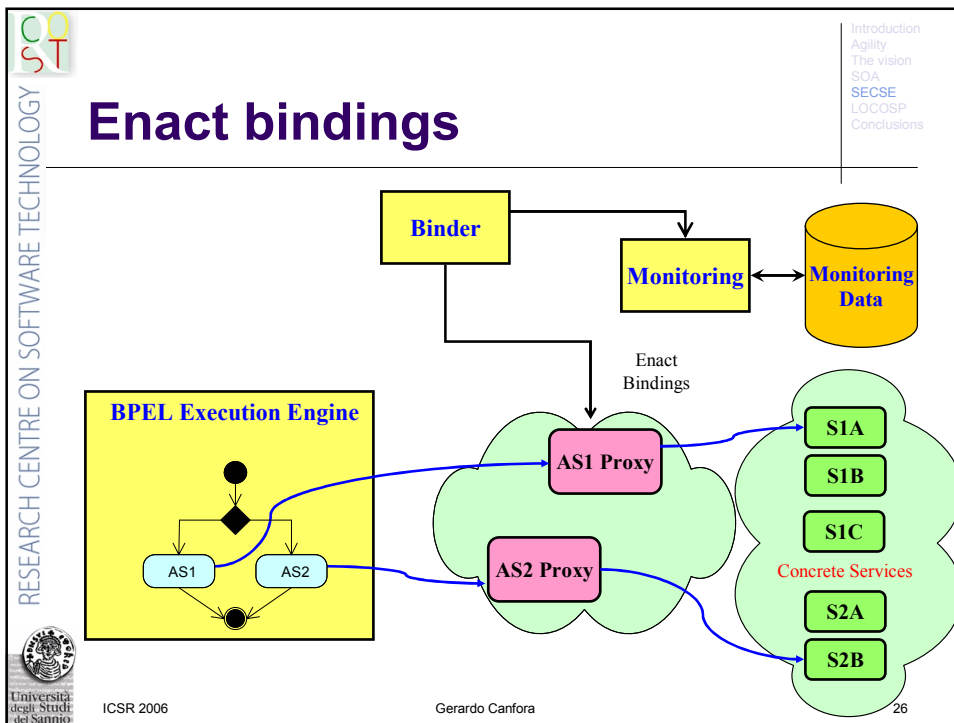 RCOST
RESEARCH CENTRE ON SOFTWARE TECHNOLOGY
Introduction
Agility
The vision
SOA
SECSE
LOCOSP
Conclusions
Enact bindings
Binder
Monitoring
Monitoring
Data
Enact
Bindings
BPEL Execution Engine
AS1
AS2
AS1 Proxy
AS2 Proxy
S1A
S1B
S1C
Concrete Services
S2A
S2B
Università
degli Studi
del Sannio
ICSR 2006
Gerardo Canfora
26